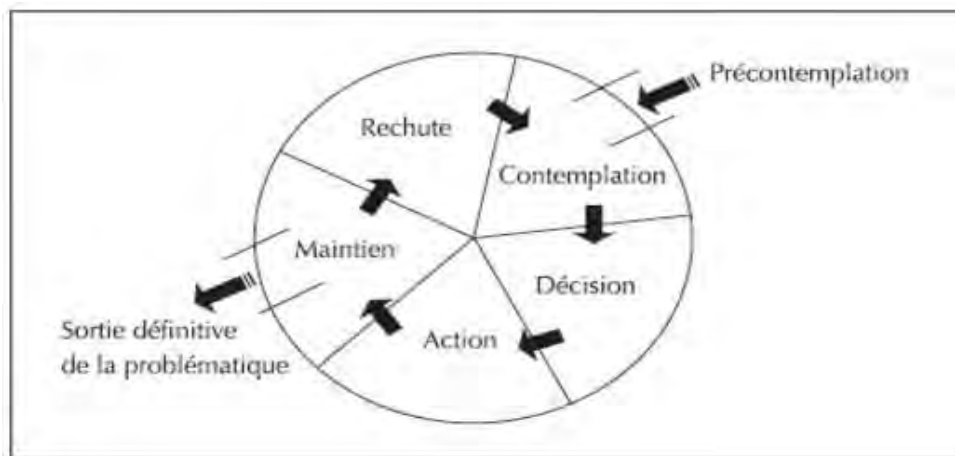 Précontemplation
Rechute
Contemplation
Maintien
Décision
Action
Sortie définitive
de la problématique